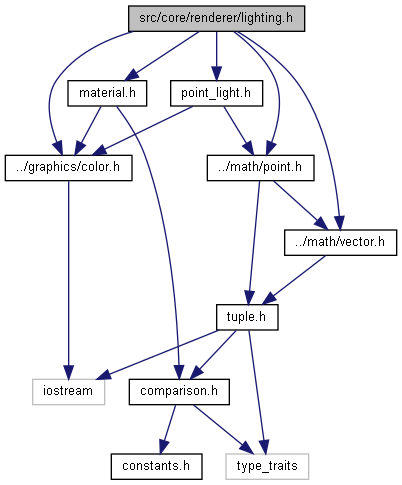 src/core/renderer/lighting.h
material.h
point_light.h
../graphics/color.h
../math/point.h
../math/vector.h
tuple.h
iostream
comparison.h
constants.h
type_traits